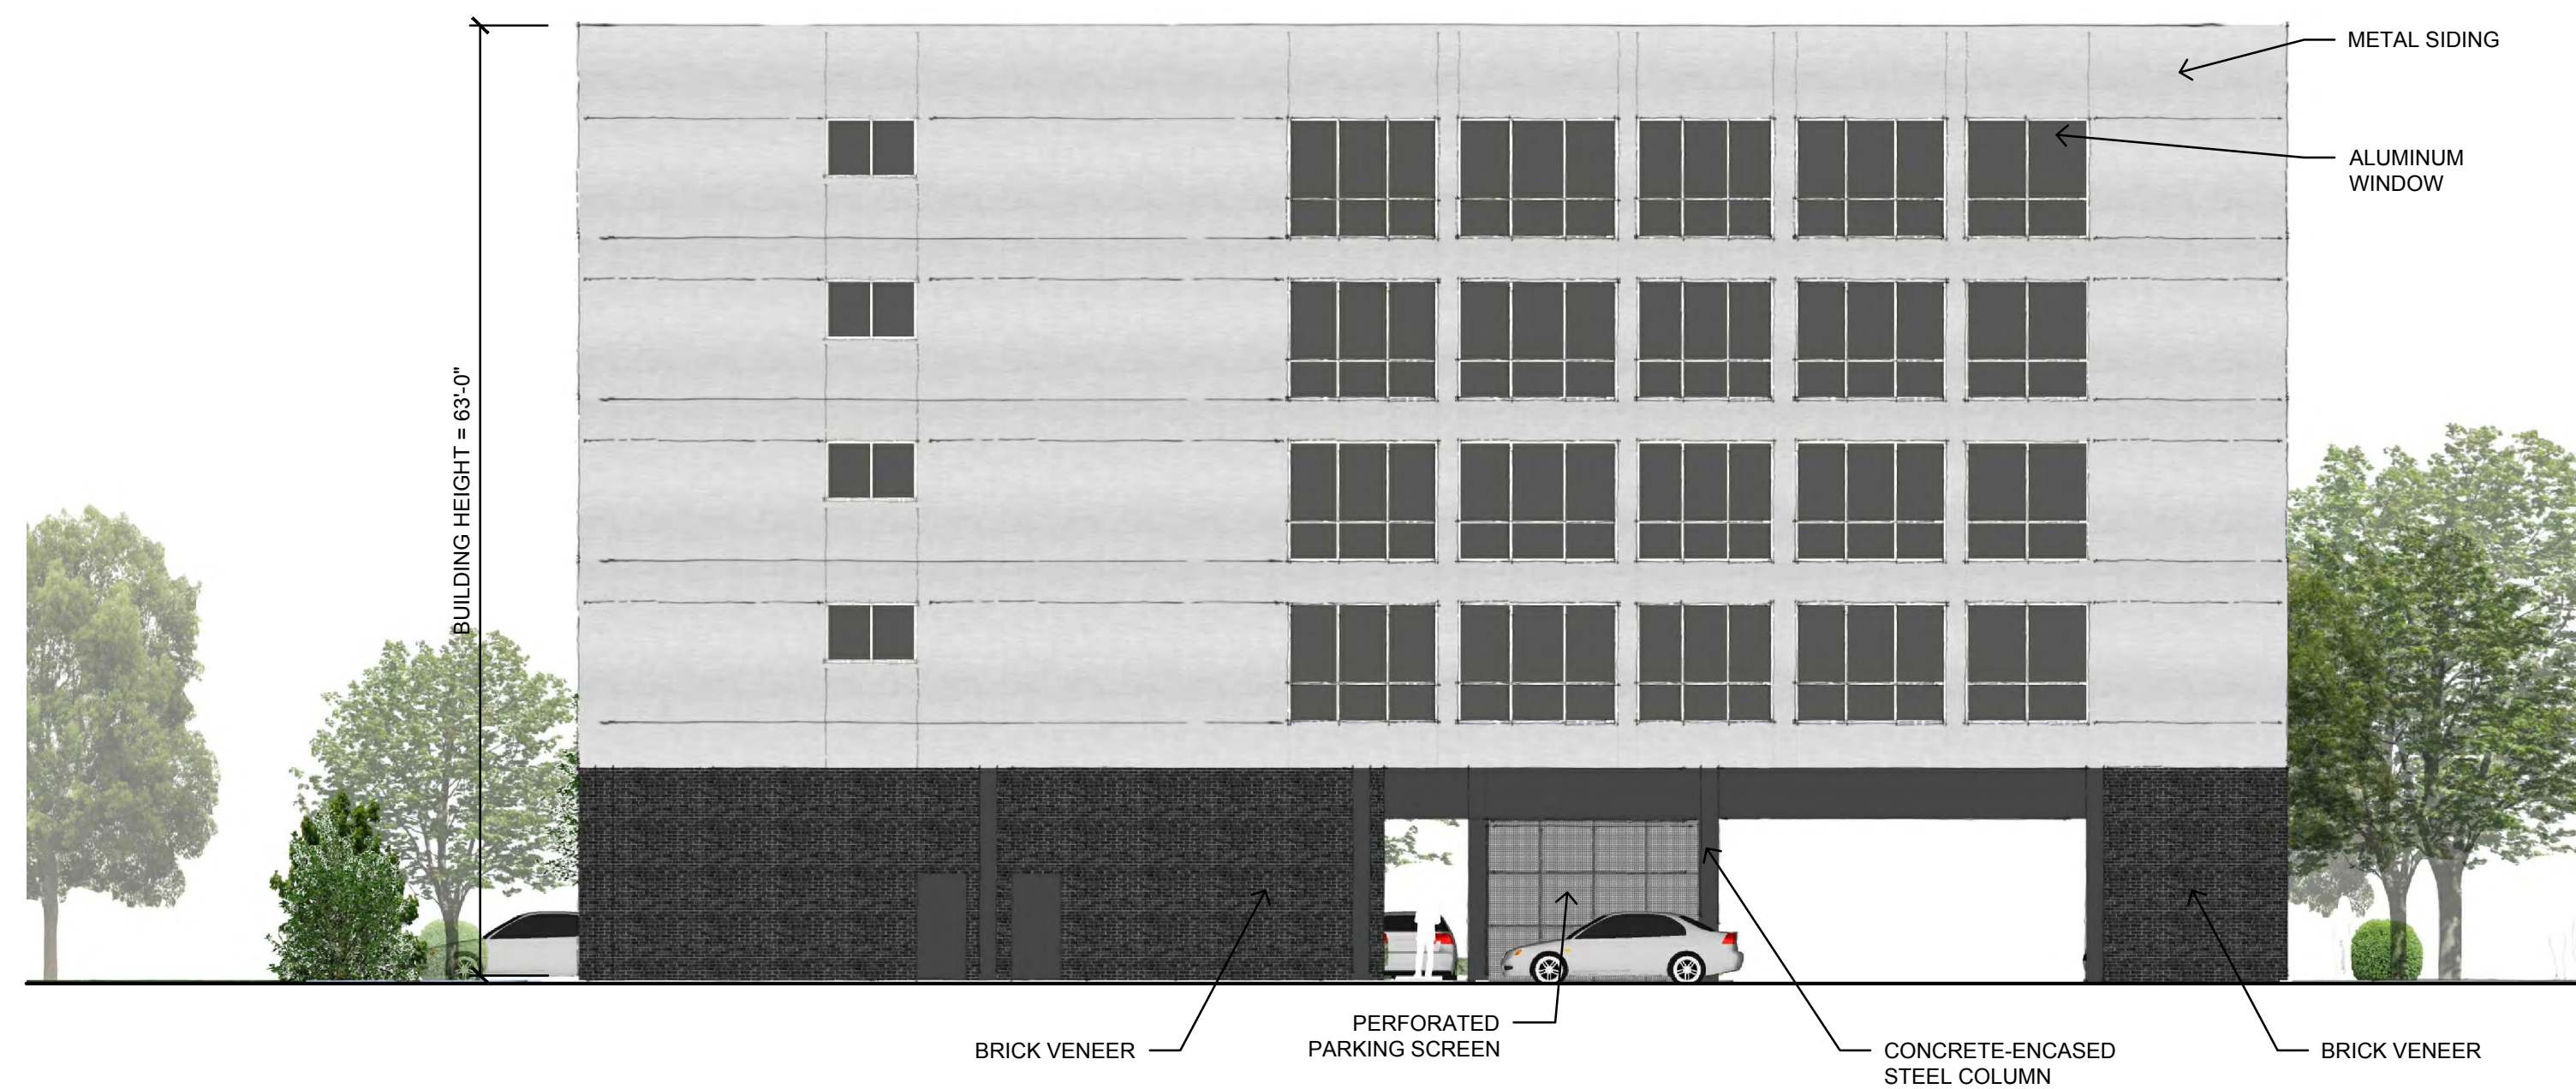 METAL SIDING
ALUMINUM
WINDOW
BUILDING HEIGHT = 63'-0"
BRICK VENEER
PERFORATED
PARKING SCREEN
CONCRETE-ENCASED
STEEL COLUMN
BRICK VENEER